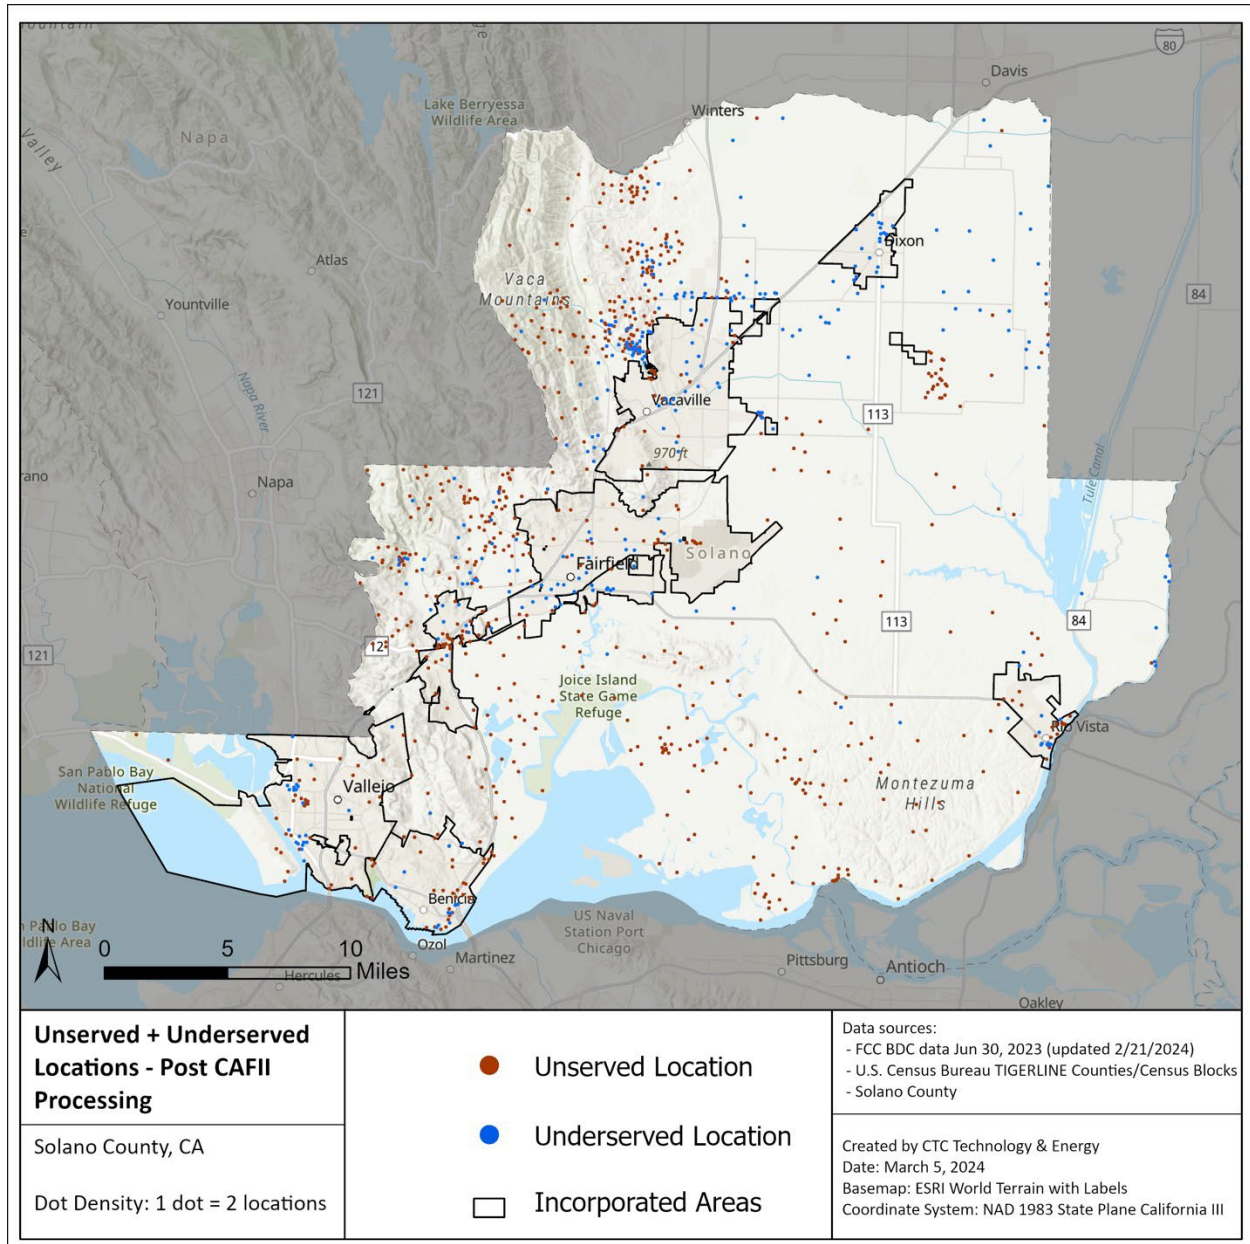 Mountain
80
Davis
Lake Berryessa
Wildlife Area
Winters
Napa
Valley
Dixon
Atlas
Vaca
Mountains
Yountville
84
Napa River
121
Vacaville
113
970 ft
Tule Canal
Napa
Solano
Fairfield
113
84
12
121
Joice Island
State Game
Refuge
Rio Vista
San Pablo Bay
National
Wildlife Refuge
Vallejo
Montezuma
Hills
Benicia
US Naval
Station Port
Chicago
Pablo Bay
Wildlife Area
N
Ozol
0 5 10
Miles
Martinez
Hercules
Pittsburg
Antioch
Oakley
Unserved + Underserved
Locations - Post CAFII
Processing
Solano County, CA
Dot Density: 1 dot = 2 locations
Unserved Location
Underserved Location
Incorporated Areas
Data sources:
- FCC BDC data Jun 30, 2023 (updated 2/21/2024)
- U.S. Census Bureau TIGERLINE Counties/Census Blocks
- Solano County
Created by CTC Technology & Energy
Date: March 5, 2024
Basemap: ESRI World Terrain with Labels
Coordinate System: NAD 1983 State Plane California III